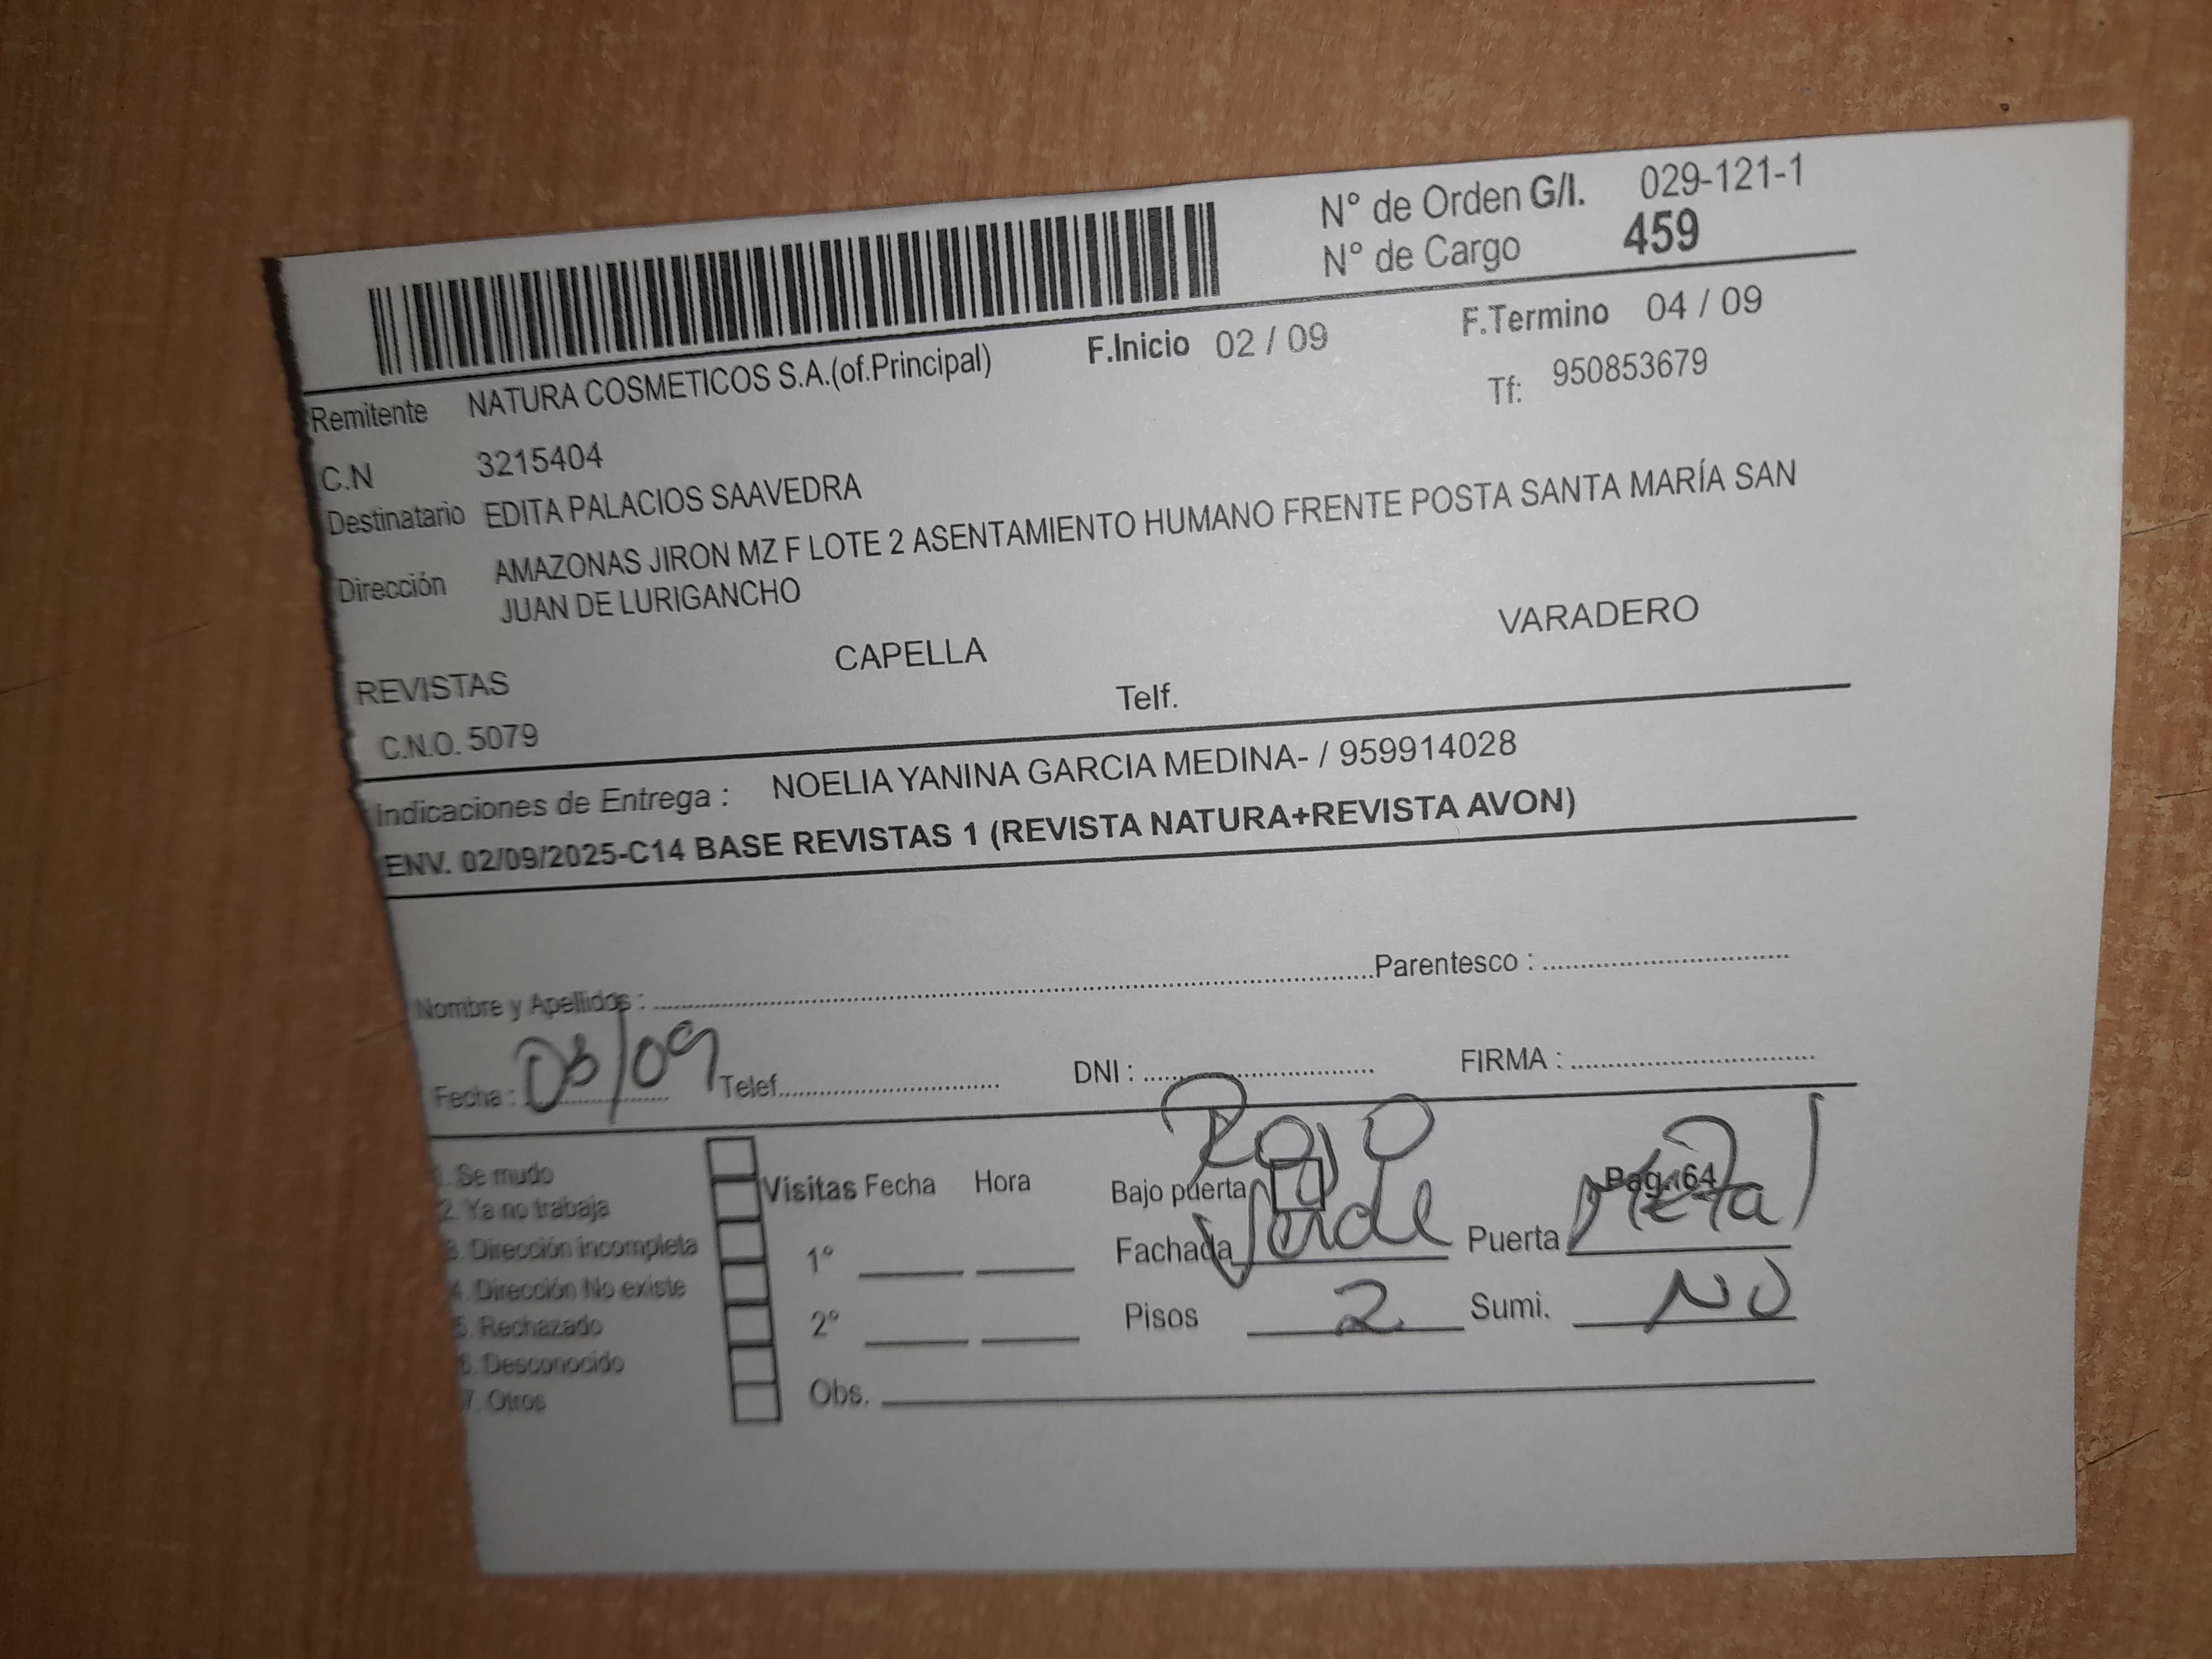 N° de Orden G/I. 029-121-1
N° de Cargo 459
F.Inicio 02 / 09 F.Termino 04 / 09
Remitente NATURA COSMETICOS S.A.(of.Principal) Tf: 950853679
C.N 3215404
Destinatario EDITA PALACIOS SAAVEDRA
Dirección AMAZONAS JIRON MZ F LOTE 2 ASENTAMIENTO HUMANO FRENTE POSTA SANTA MARÍA SAN
JUAN DE LURIGANCHO
REVISTAS CAPELLA VARADERO
C.N.O. 5079 Telf.
Indicaciones de Entrega : NOELIA YANINA GARCIA MEDINA- / 959914028
ENV. 02/09/2025-C14 BASE REVISTAS 1 (REVISTA NATURA+REVISTA AVON)
Nombre y Apellidos : Parentesco :
Fecha : 03/09 Telef. DNI : FIRMA :
Rojo
1. Se mudo
2. Ya no trabaja
3. Dirección incompleta
4. Dirección No existe
5. Rechazado
6. Desconocido
7. Otros
Visitas Fecha Hora
1°
2°
Obs.
Bajo puerta Pag. 64
Fachada Verde Puerta Metal
Pisos 2 Sumi. NO